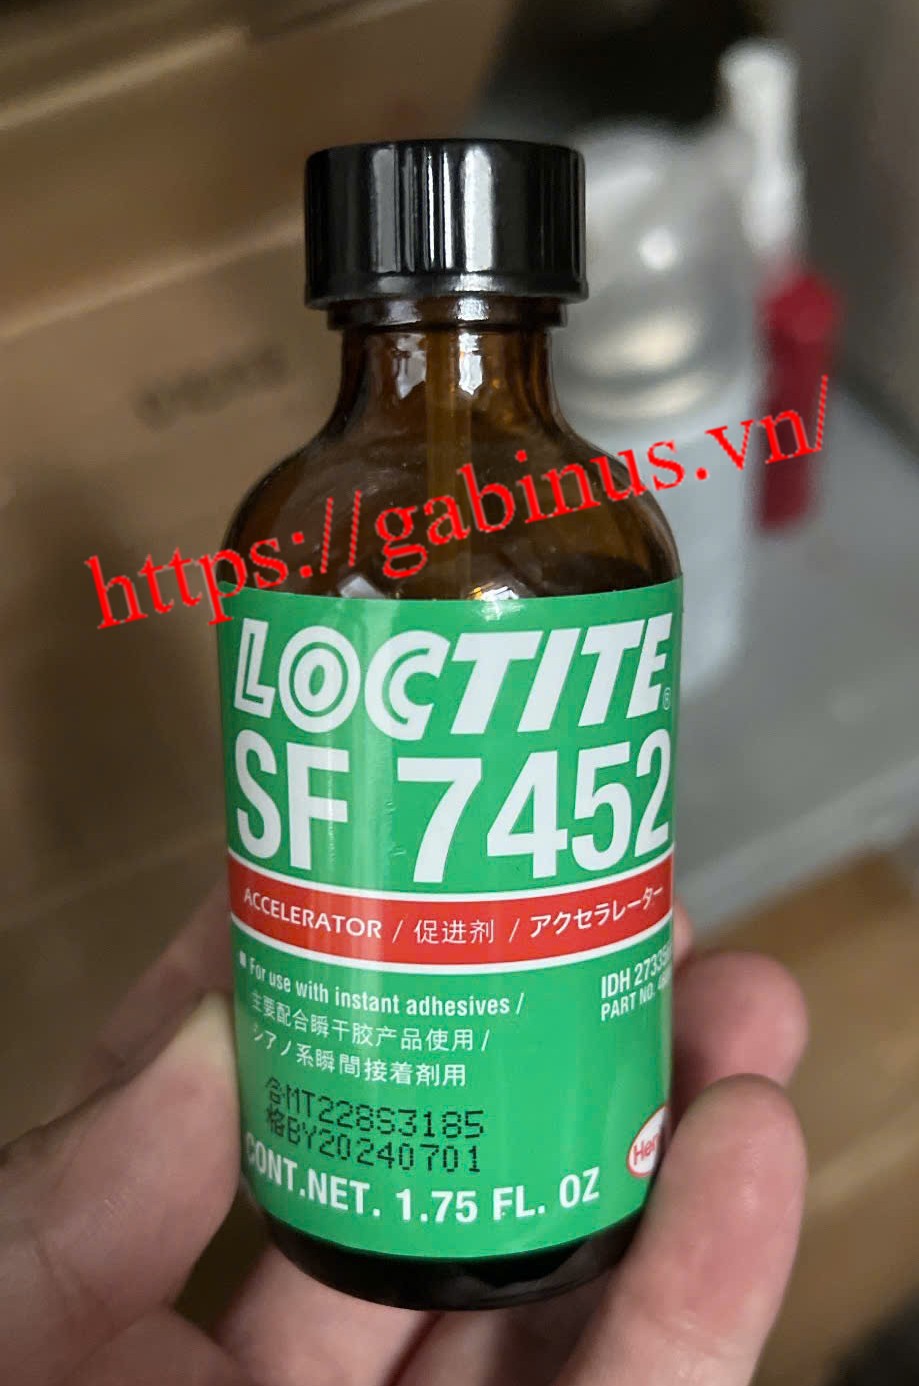 https://gabinus.vn/
LOCTITE®
SF 7452
ACCELERATOR / 促进剂 / アクセラレーター
■ For use with instant adhesives /
主要配合瞬干胶产品使用 /
シアノ系瞬間接着剤用
IDH
PART NO.
合MT228S3185
格BY20240701
CONT.NET. 1.75 FL. OZ